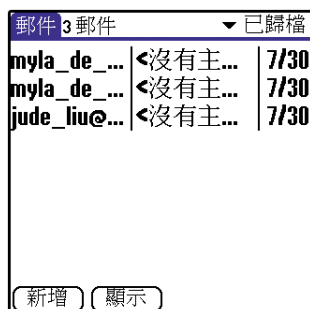 郵件 3 郵件 ▼ 已歸檔
myla_de_... <沒有主... 7/30
myla_de_... <沒有主... 7/30
jude_liu@... <沒有主... 7/30
新增 顯示